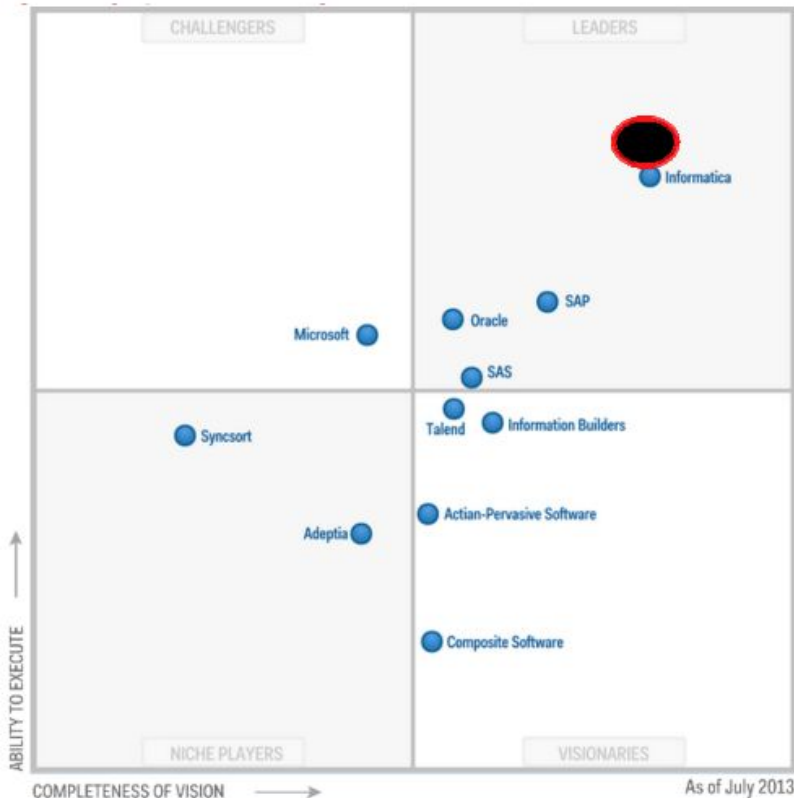 CHALLENGERS
LEADERS
Informatica
SAP
Oracle
Microsoft
SAS
Talend
Information Builders
Syncsort
Actian-Pervasive Software
Adeptia
Composite Software
ABILITY TO EXECUTE
NICHE PLAYERS
VISIONARIES
COMPLETENESS OF VISION
As of July 2013